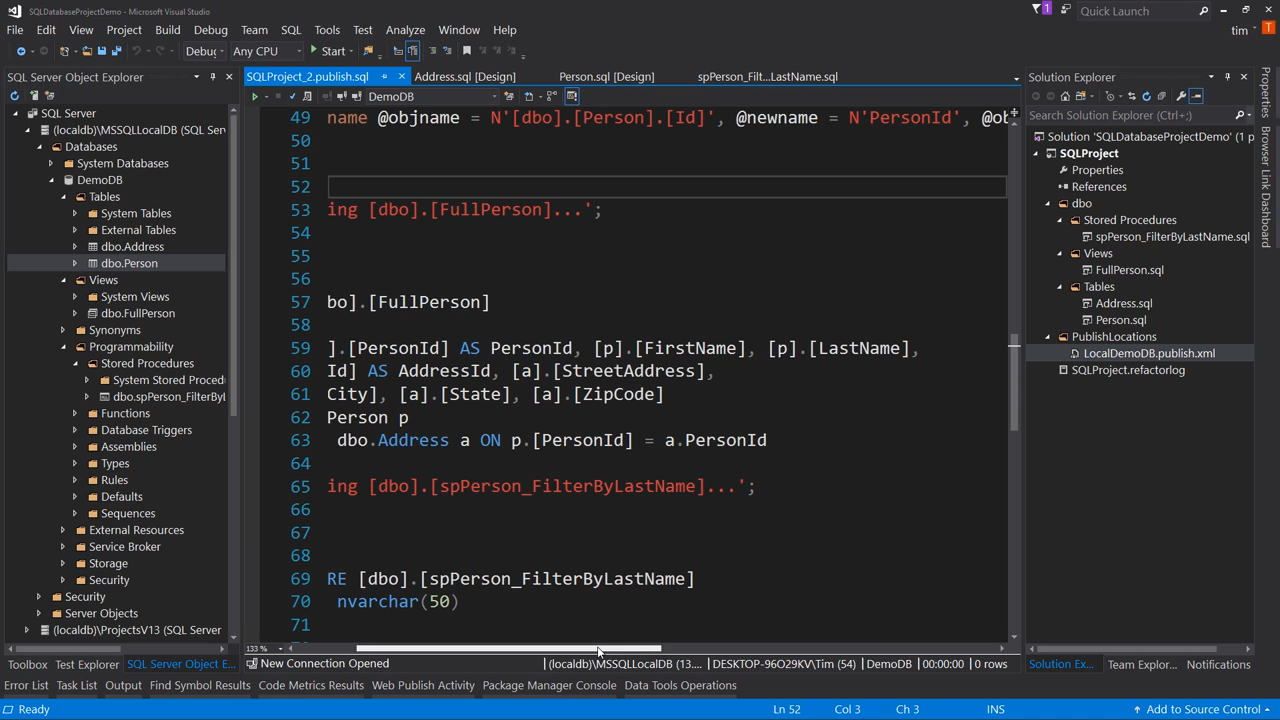 SQLDatabaseProjectDemo - Microsoft Visual Studio
1
Quick Launch
File Edit View Project Build Debug Team SQL Tools Test Analyze Window Help
tim T
Debug Any CPU Start
SQL Server Object Explorer
SQL Server
(localdb)\MSSQLLocalDB (SQL Serv
Databases
System Databases
DemoDB
Tables
System Tables
External Tables
dbo.Address
dbo.Person
Views
System Views
dbo.FullPerson
Synonyms
Programmability
Stored Procedures
System Stored Proced
dbo.spPerson_FilterByl
Functions
Database Triggers
Assemblies
Types
Rules
Defaults
Sequences
External Resources
Service Broker
Storage
Security
Security
Server Objects
(localdb)\ProjectsV13 (SQL Server
Toolbox Test Explorer SQL Server Object E...
SQLProject_2.publish.sql Address.sql [Design] Person.sql [Design] spPerson_Filt...LastName.sql
DemoDB
49 name @objname = N'[dbo].[Person].[Id]', @newname = N'PersonId', @ob
50
51
52
53 ing [dbo].[FullPerson]...';
54
55
56
57 bo].[FullPerson]
58
59 ].[PersonId] AS PersonId, [p].[FirstName], [p].[LastName],
60 Id] AS AddressId, [a].[StreetAddress],
61 City], [a].[State], [a].[ZipCode]
62 Person p
63 dbo.Address a ON p.[PersonId] = a.PersonId
64
65 ing [dbo].[spPerson_FilterByLastName]...';
66
67
68
69 RE [dbo].[spPerson_FilterByLastName]
70 nvarchar(50)
71
133 %
New Connection Opened (localdb)\MSSQLLocalDB (13.... DESKTOP-96O29KV\Tim (54) DemoDB 00:00:00 0 rows
Solution Explorer
Search Solution Explorer (Ctrl+;)
Solution 'SQLDatabaseProjectDemo' (1 p
SQLProject
Properties
References
dbo
Stored Procedures
spPerson_FilterByLastName.sql
Views
FullPerson.sql
Tables
Address.sql
Person.sql
PublishLocations
LocalDemoDB.publish.xml
SQLProject.refactorlog
Solution Ex... Team Explor... Notifications
Properties
Browser Link Dashboard
Error List Task List Output Find Symbol Results Code Metrics Results Web Publish Activity Package Manager Console Data Tools Operations
Ready Ln 52 Col 3 Ch 3 INS Add to Source Control